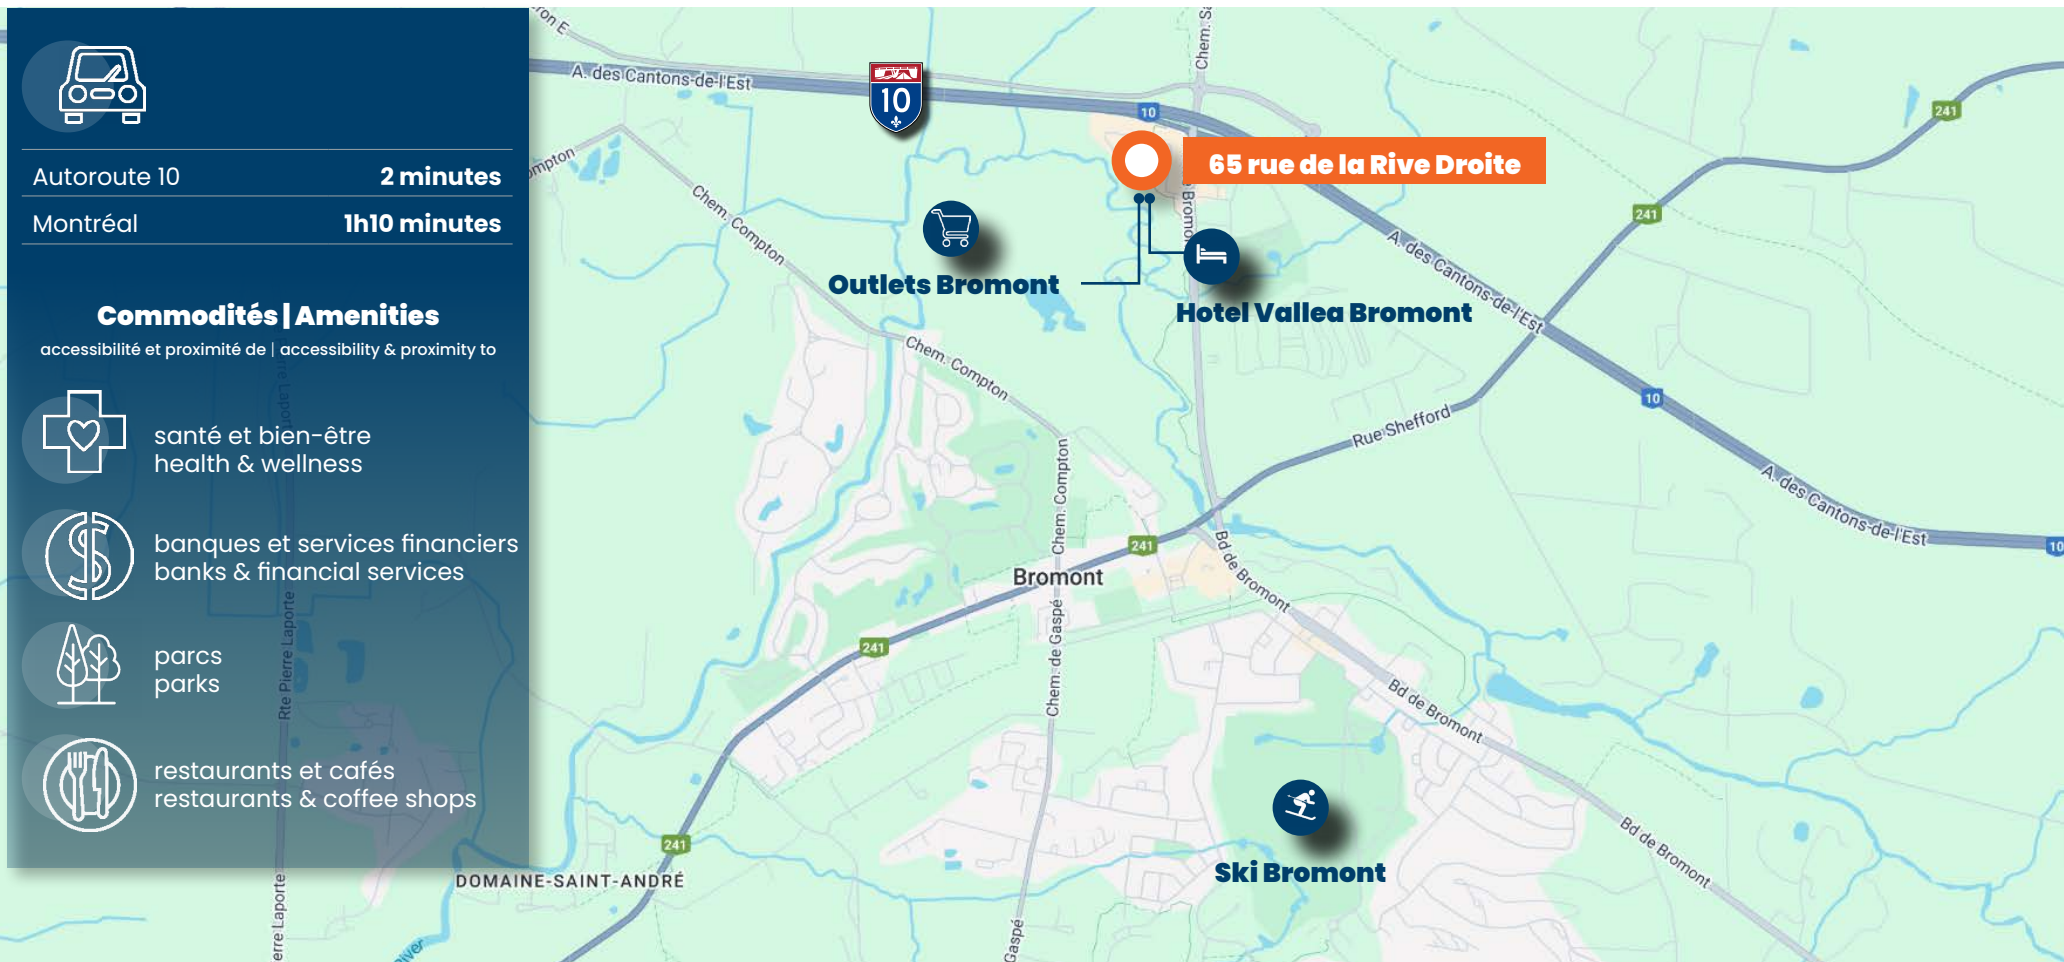 Autoroute 10 2 minutes
Montréal 1h10 minutes
Commodités | Amenities
accessibilité et proximité de | accessibility & proximity to
santé et bien-être
health & wellness
banques et services financiers
banks & financial services
parcs
parks
restaurants et cafés
restaurants & coffee shops
A. des Cantons-de-l'Est
10
10
241
65 rue de la Rive Droite
Chem. Compton
241
Outlets Bromont
Hotel Vallea Bromont
A. des Cantons-de-l'Est
Chem. Compton
10
Rue Shefford
Chem. Compton
A. des Cantons-de-l'Est
241
10
Bromont
Bd de Bromont
241
Chem. de Gaspé
Rte Pierre Laporte
Bd de Bromont
Bd de Bromont
Ski Bromont
241
DOMAINE-SAINT-ANDRÉ